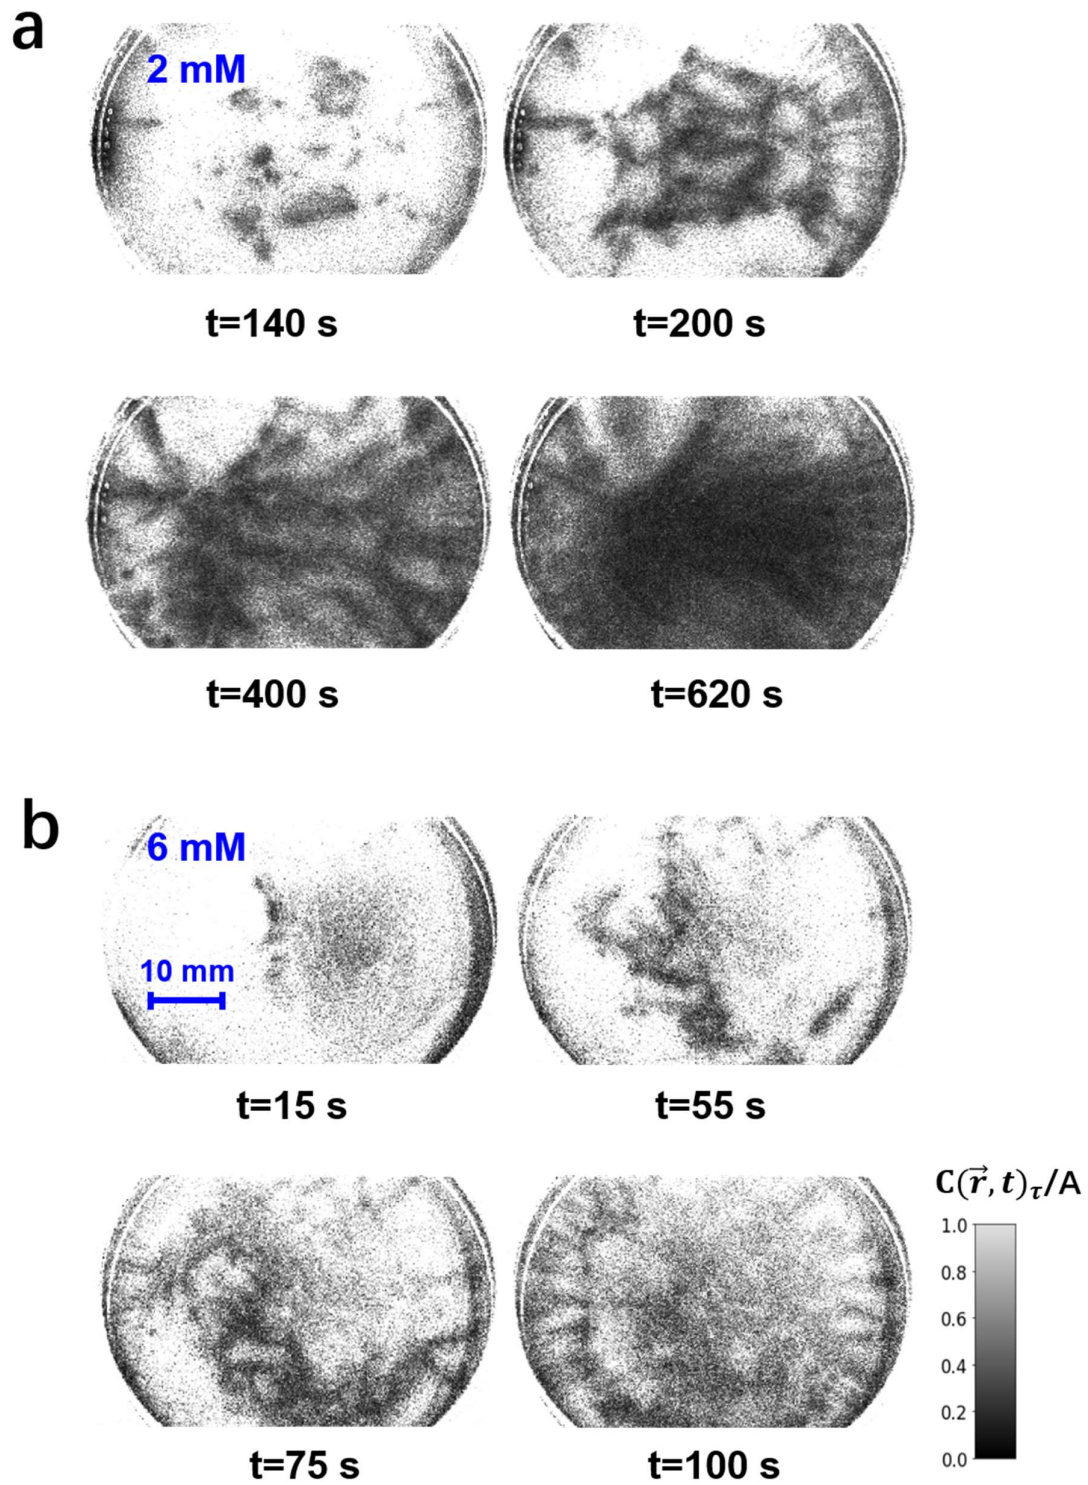 a
2 mM
t=140 s
t=200 s
t=400 s
t=620 s
b
6 mM
10 mm
t=15 s
t=55 s
t=75 s
t=100 s
C(r⃗, t)τ/A
1.0
0.8
0.6
0.4
0.2
0.0